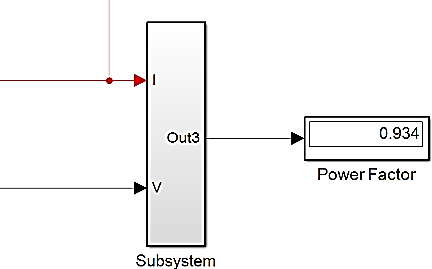 I
Out3
0.934
Power Factor
V
Subsystem